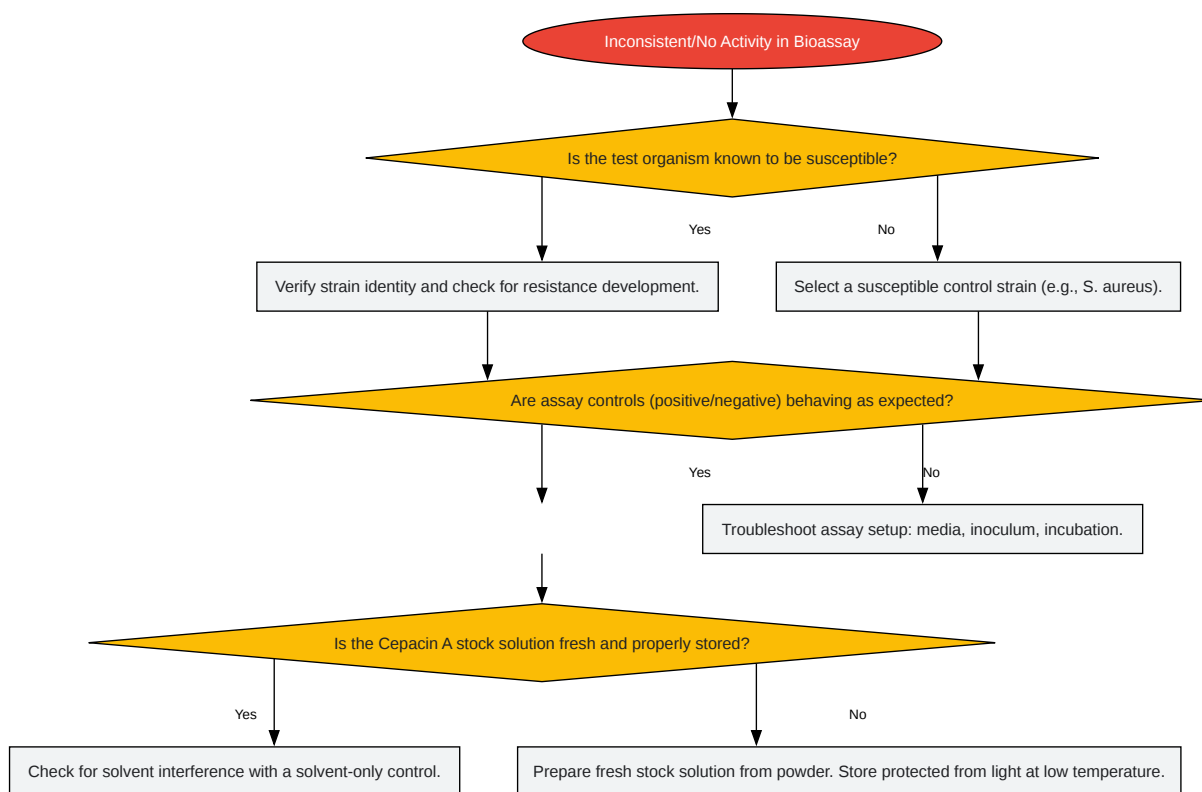 Inconsistent/No Activity in Bioassay
Is the test organism known to be susceptible?
Yes
No
Verify strain identity and check for resistance development.
Select a susceptible control strain (e.g., S. aureus).
Are assay controls (positive/negative) behaving as expected?
Yes
No
Troubleshoot assay setup: media, inoculum, incubation.
Is the Cepacin A stock solution fresh and properly stored?
Yes
No
Check for solvent interference with a solvent-only control.
Prepare fresh stock solution from powder. Store protected from light at low temperature.